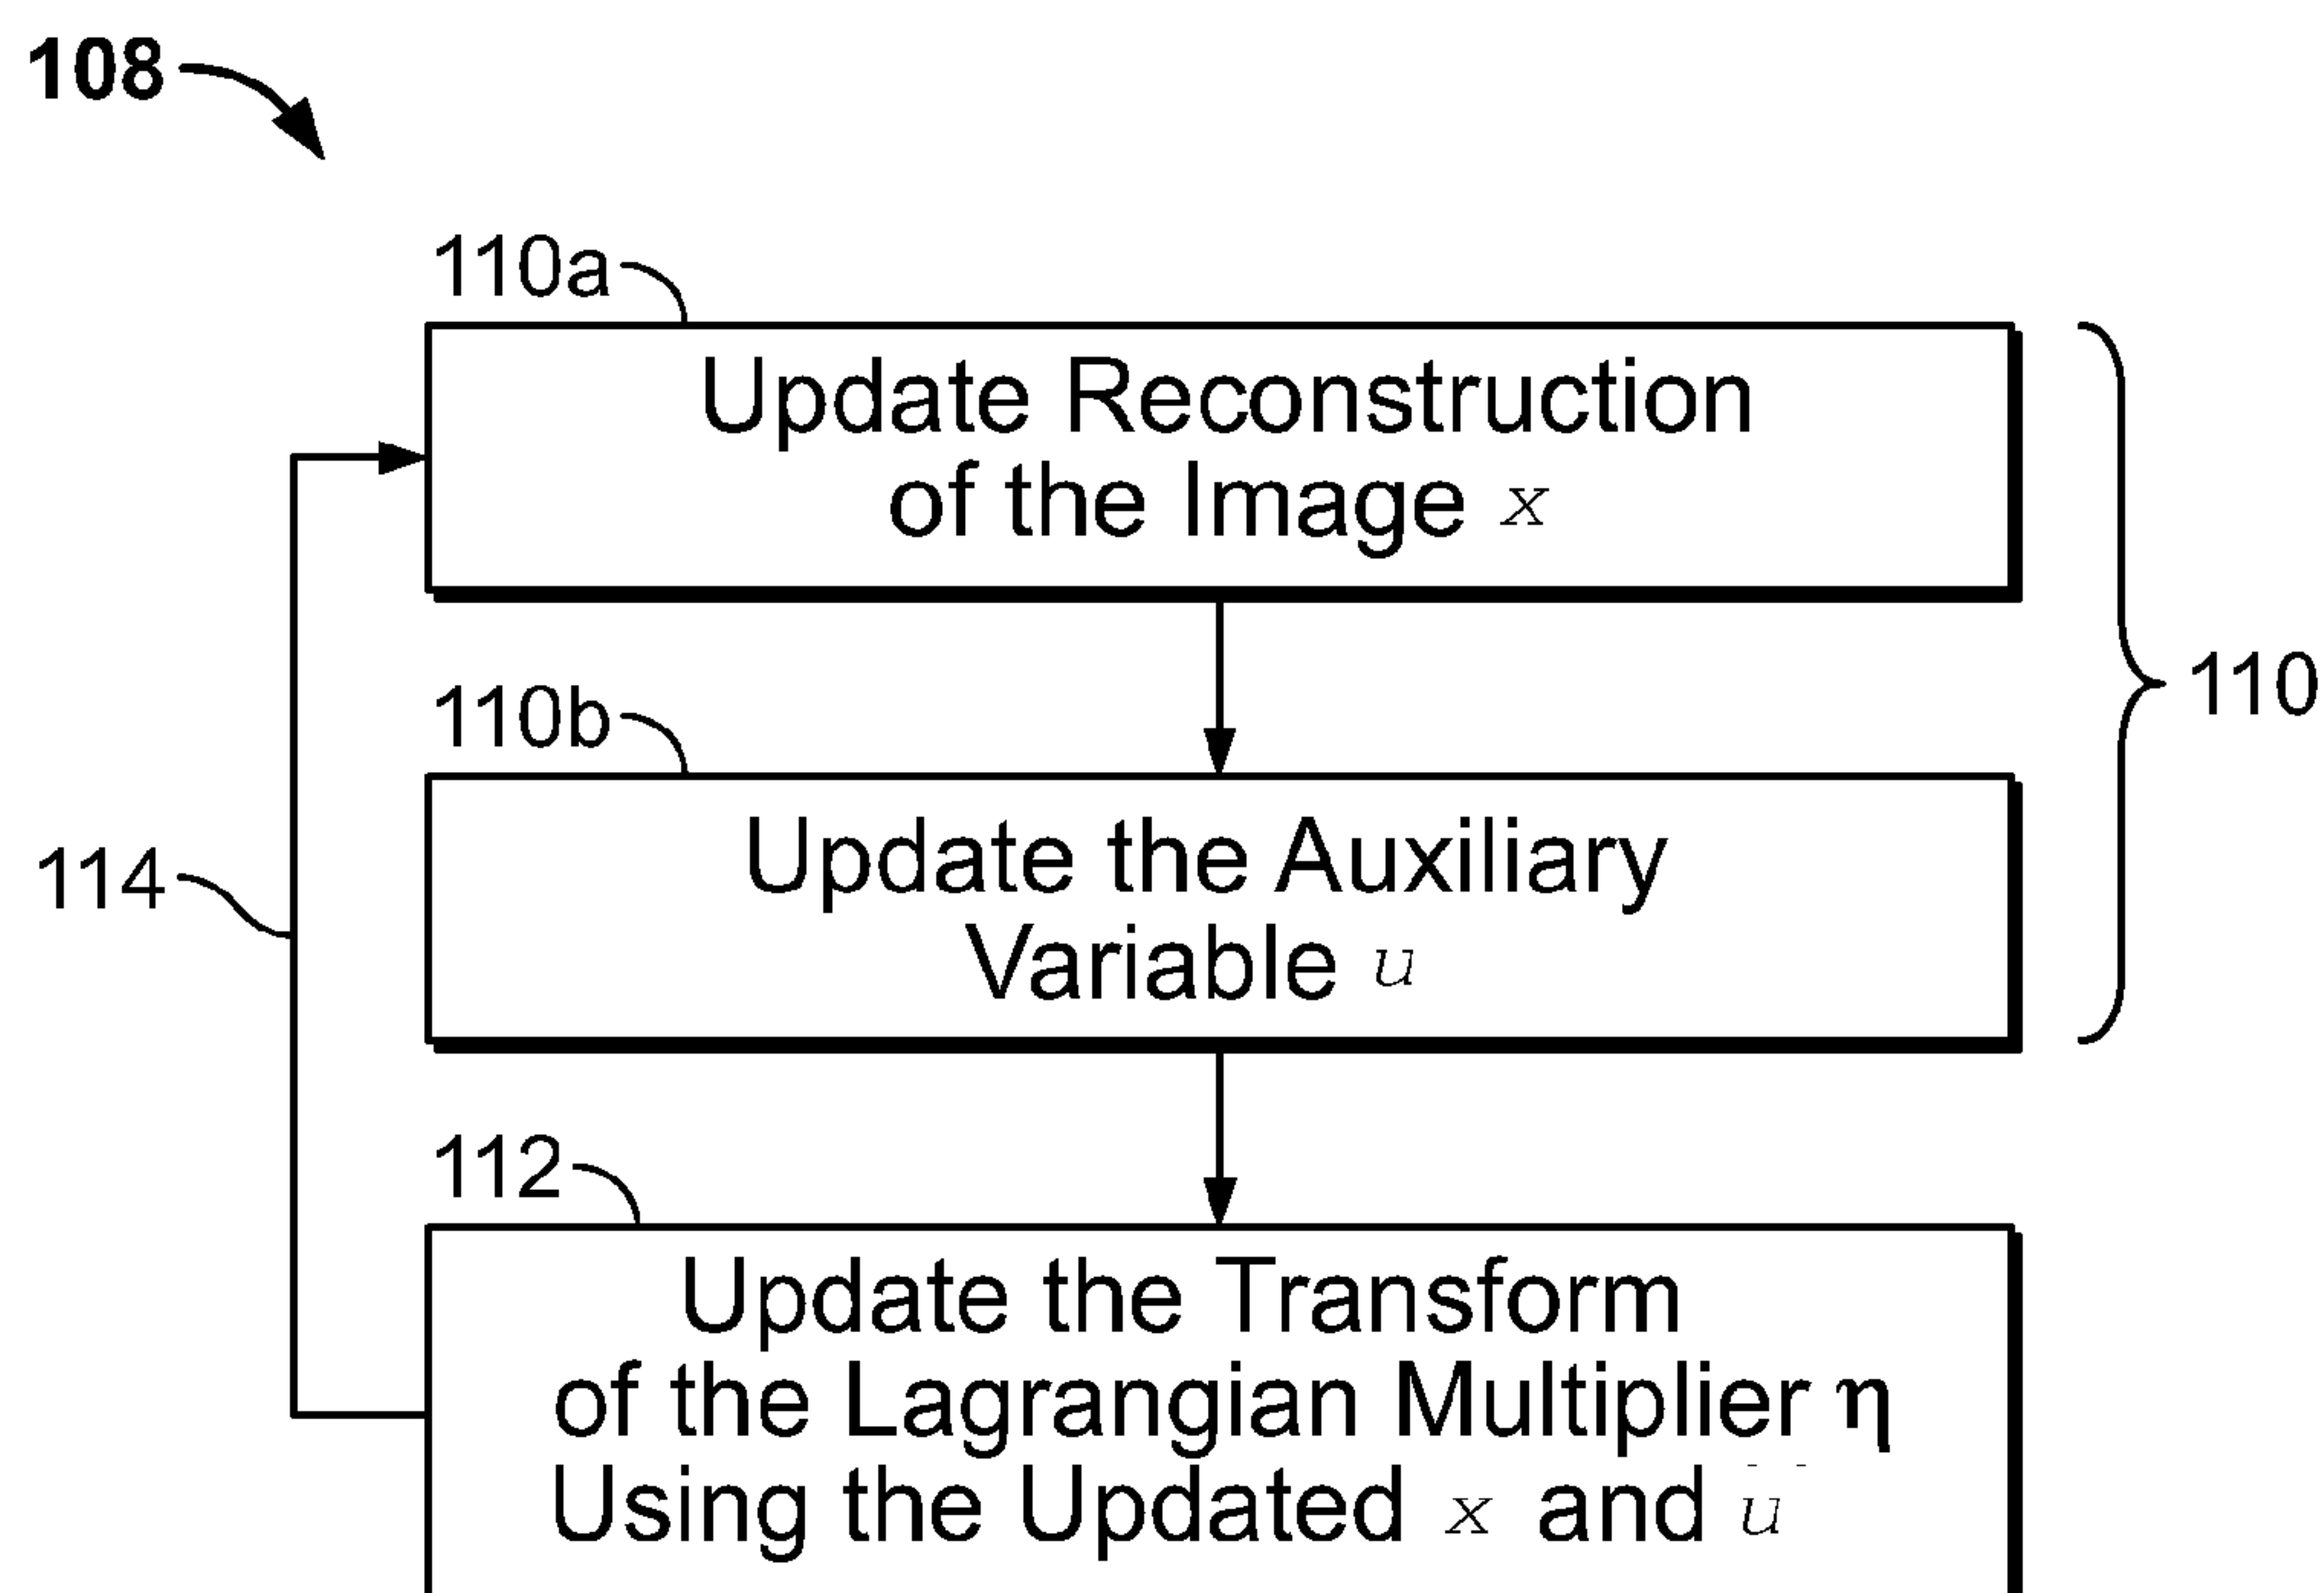 108
110a
Update Reconstruction
of the Image x
110
110b
Update the Auxiliary
Variable u
114
112
Update the Transform
of the Lagrangian Multiplier η
Using the Updated x and u